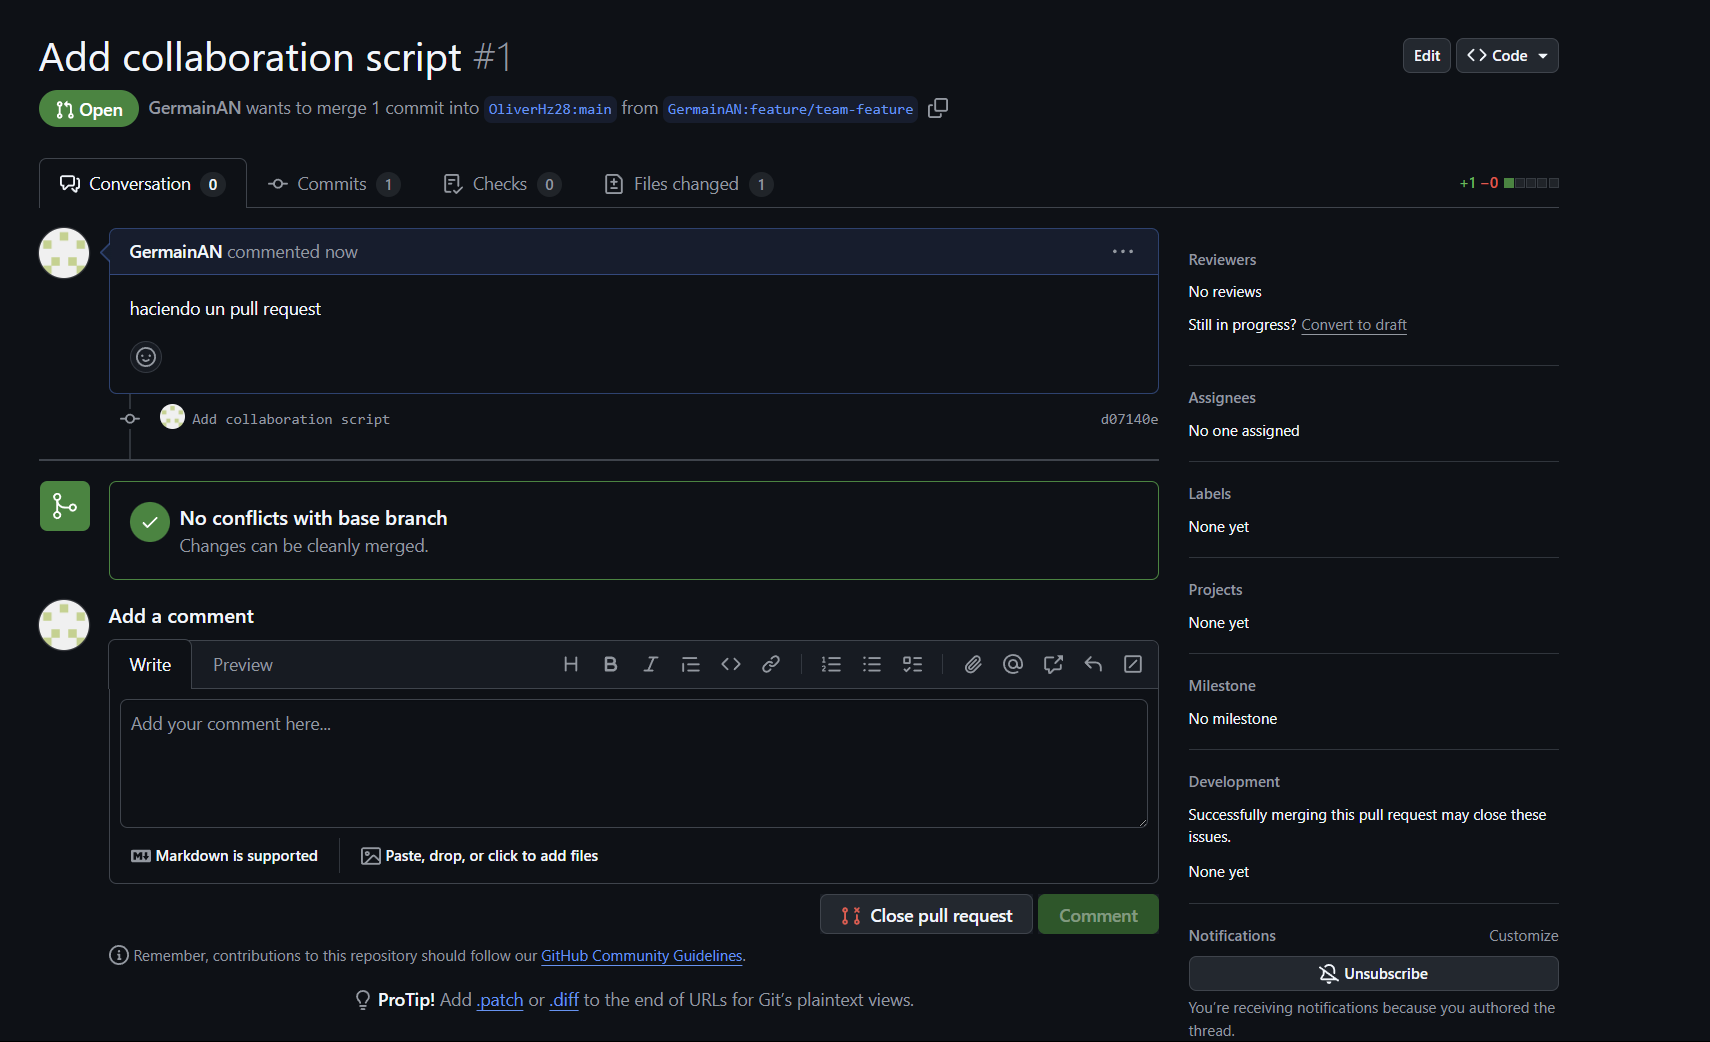 Add collaboration script #1
Edit
Code
Open
GermainAN wants to merge 1 commit into OliverHz28:main from GermainAN:feature/team-feature
Conversation 0
Commits 1
Checks 0
Files changed 1
+1 −0
GermainAN commented now
haciendo un pull request
Add collaboration script
d07140e
No conflicts with base branch
Changes can be cleanly merged.
Add a comment
Write
Preview
Add your comment here...
Markdown is supported
Paste, drop, or click to add files
Close pull request
Comment
Remember, contributions to this repository should follow our GitHub Community Guidelines.
ProTip! Add .patch or .diff to the end of URLs for Git's plaintext views.
Reviewers
No reviews
Still in progress? Convert to draft
Assignees
No one assigned
Labels
None yet
Projects
None yet
Milestone
No milestone
Development
Successfully merging this pull request may close these
issues.
None yet
Notifications
Customize
Unsubscribe
You're receiving notifications because you authored the
thread.